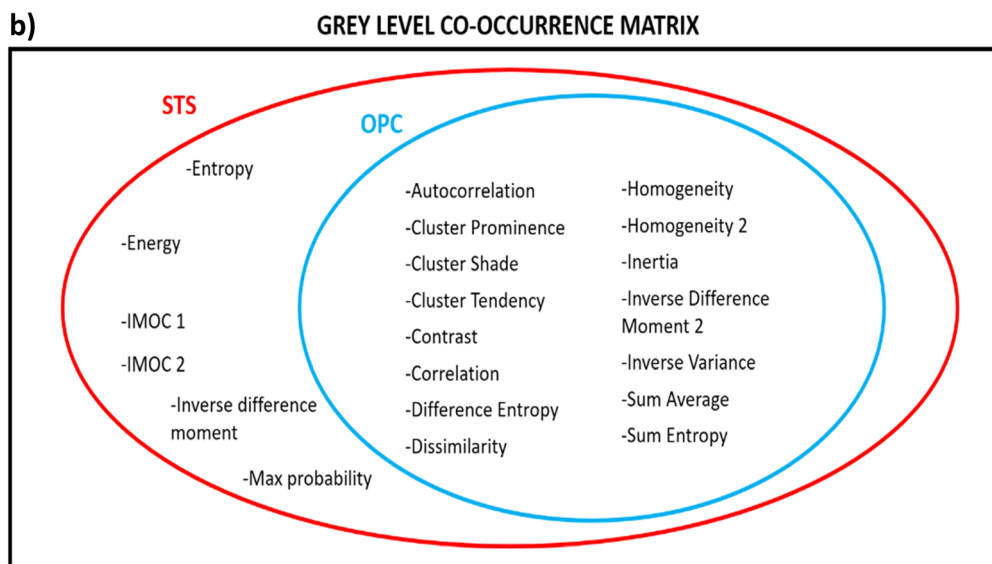 b)
GREY LEVEL CO-OCCURRENCE MATRIX
STS
OPC
-Entropy
-Energy
-IMOC 1
-IMOC 2
-Inverse difference
moment
-Max probability
-Autocorrelation
-Cluster Prominence
-Cluster Shade
-Cluster Tendency
-Contrast
-Correlation
-Difference Entropy
-Dissimilarity
-Homogeneity
-Homogeneity 2
-Inertia
-Inverse Difference
Moment 2
-Inverse Variance
-Sum Average
-Sum Entropy